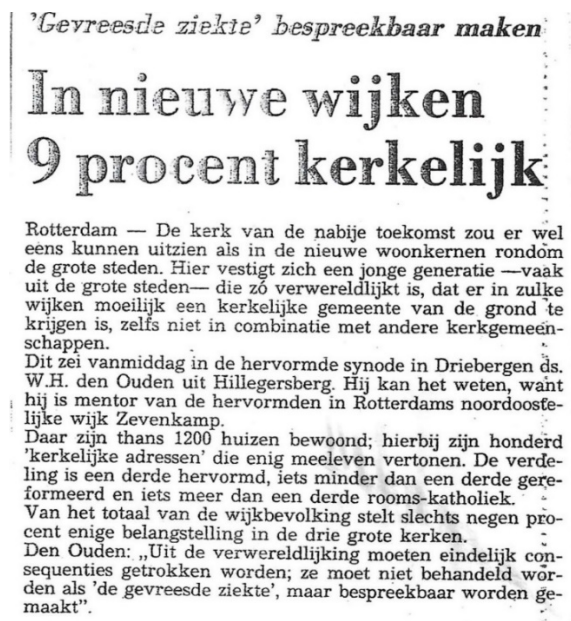 'Gevreesde ziekte' bespreekbaar maken
In nieuwe wijken
9 procent kerkelijk
Rotterdam — De kerk van de nabije toekomst zou er wel
eens kunnen uitzien als in de nieuwe woonkernen rondom
de grote steden. Hier vestigt zich een jonge generatie —vaak
uit de grote steden— die zó verwereldlijkt is, dat er in zulke
wijken moeilijk een kerkelijke gemeente van de grond te
krijgen is, zelfs niet in combinatie met andere kerkgemeen-
schappen.
Dit zei vanmiddag in de hervormde synode in Driebergen ds.
W.H. den Ouden uit Hillegersberg. Hij kan het weten, want
hij is mentor van de hervormden in Rotterdams noordooste-
lijke wijk Zevenkamp.
Daar zijn thans 1200 huizen bewoond; hierbij zijn honderd
'kerkelijke adressen' die enig meeleven vertonen. De verde-
ling is een derde hervormd, iets minder dan een derde gere-
formeerd en iets meer dan een derde rooms-katholiek.
Van het totaal van de wijkbevolking stelt slechts negen pro-
cent enige belangstelling in de drie grote kerken.
Den Ouden: „Uit de verwereldlijking moeten eindelijk con-
sequenties getrokken worden; ze moet niet behandeld wor-
den als 'de gevreesde ziekte', maar bespreekbaar worden ge-
maakt”.